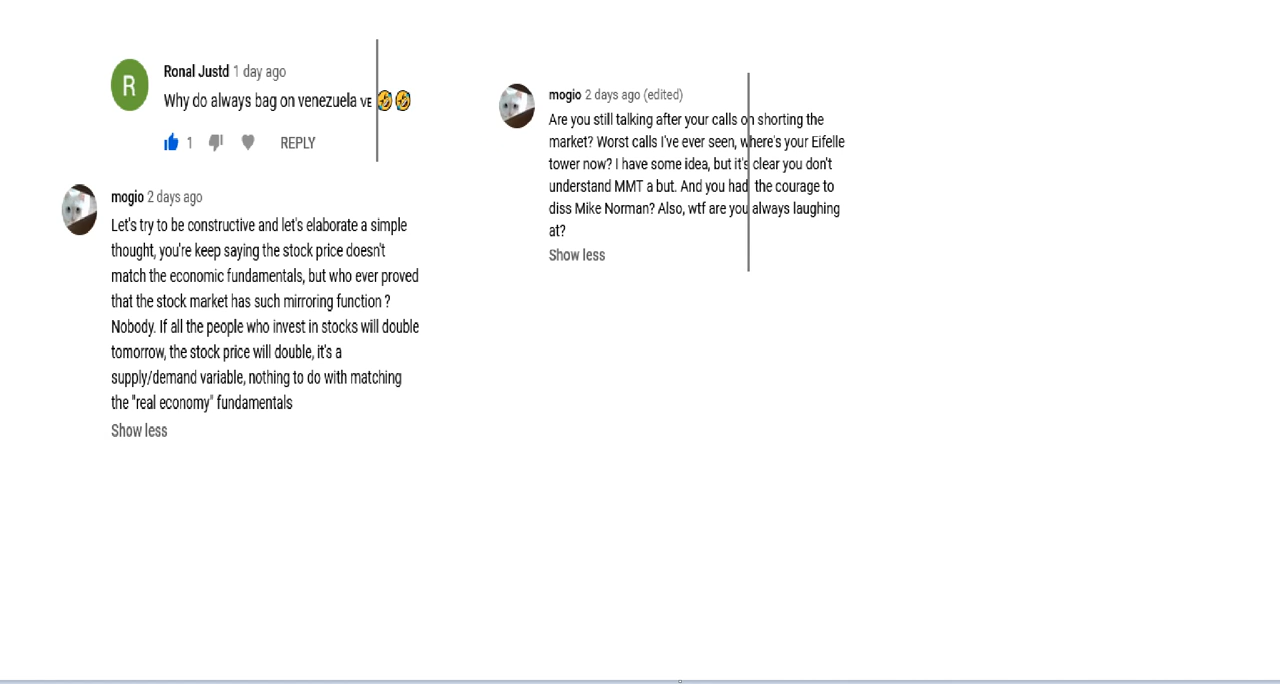 Ronal Justd 1 day ago
Why do always bag on venezuela VE 🤣🤣
1 REPLY
mogio 2 days ago
Let's try to be constructive and let's elaborate a simple
thought, you're keep saying the stock price doesn't
match the economic fundamentals, but who ever proved
that the stock market has such mirroring function ?
Nobody. If all the people who invest in stocks will double
tomorrow, the stock price will double, it's a
supply/demand variable, nothing to do with matching
the "real economy" fundamentals
Show less
mogio 2 days ago (edited)
Are you still talking after your calls on shorting the
market? Worst calls I've ever seen, where's your Eifelle
tower now? I have some idea, but it's clear you don't
understand MMT a but. And you had the courage to
diss Mike Norman? Also, wtf are you always laughing
at?
Show less